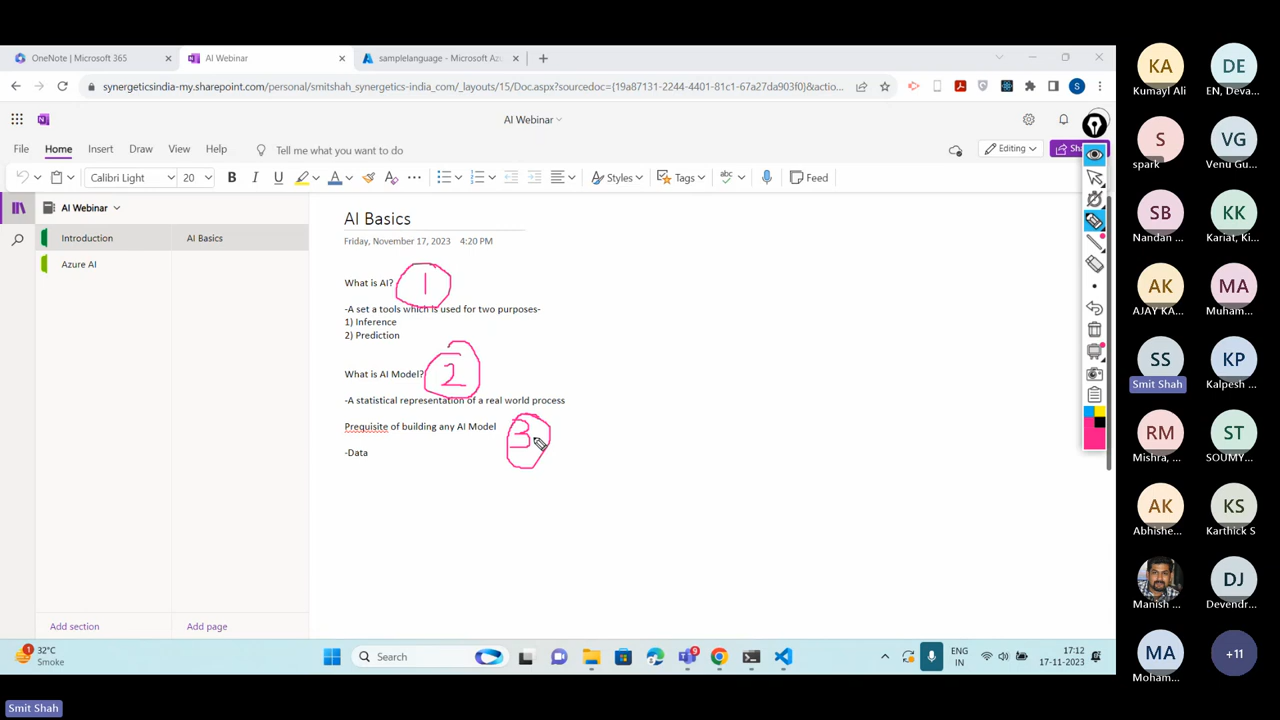 OneNote | Microsoft 365
AI Webinar
samplelanguage - Microsoft Az
synergeticsindia-my.sharepoint.com/personal/smitshah_synergetics-india_com/_layouts/15/Doc.aspx?sourcedoc={19a87131-2244-4401-81c1-67a27da903f0}&actio...
S
AI Webinar
File Home Insert Draw View Help Tell me what you want to do
Editing
Sha
Calibri Light 20 B I U A
Styles Tags abc Feed
AI Webinar
Introduction
Azure AI
AI Basics
Add section
Add page
AI Basics
Friday, November 17, 2023 4:20 PM
What is AI? 1
-A set a tools which is used for two purposes-
1) Inference
2) Prediction
What is AI Model? 2
-A statistical representation of a real world process
Prequisite of building any AI Model 3
-Data
1
32°C
Smoke
Search
9
ENG
IN
17:12
17-11-2023
KA
Kumayl Ali
DE
EN, Deva...
S
spark
VG
Venu Gu...
SB
Nandan ...
KK
Kariat, Ki...
AK
AJAY KA...
MA
Muham...
SS
Smit Shah
KP
Kalpesh ...
RM
Mishra, ...
ST
SOUMY...
AK
Abhishe...
KS
Karthick S
Manish ...
DJ
Devendr...
MA
Moham...
+11
Smit Shah